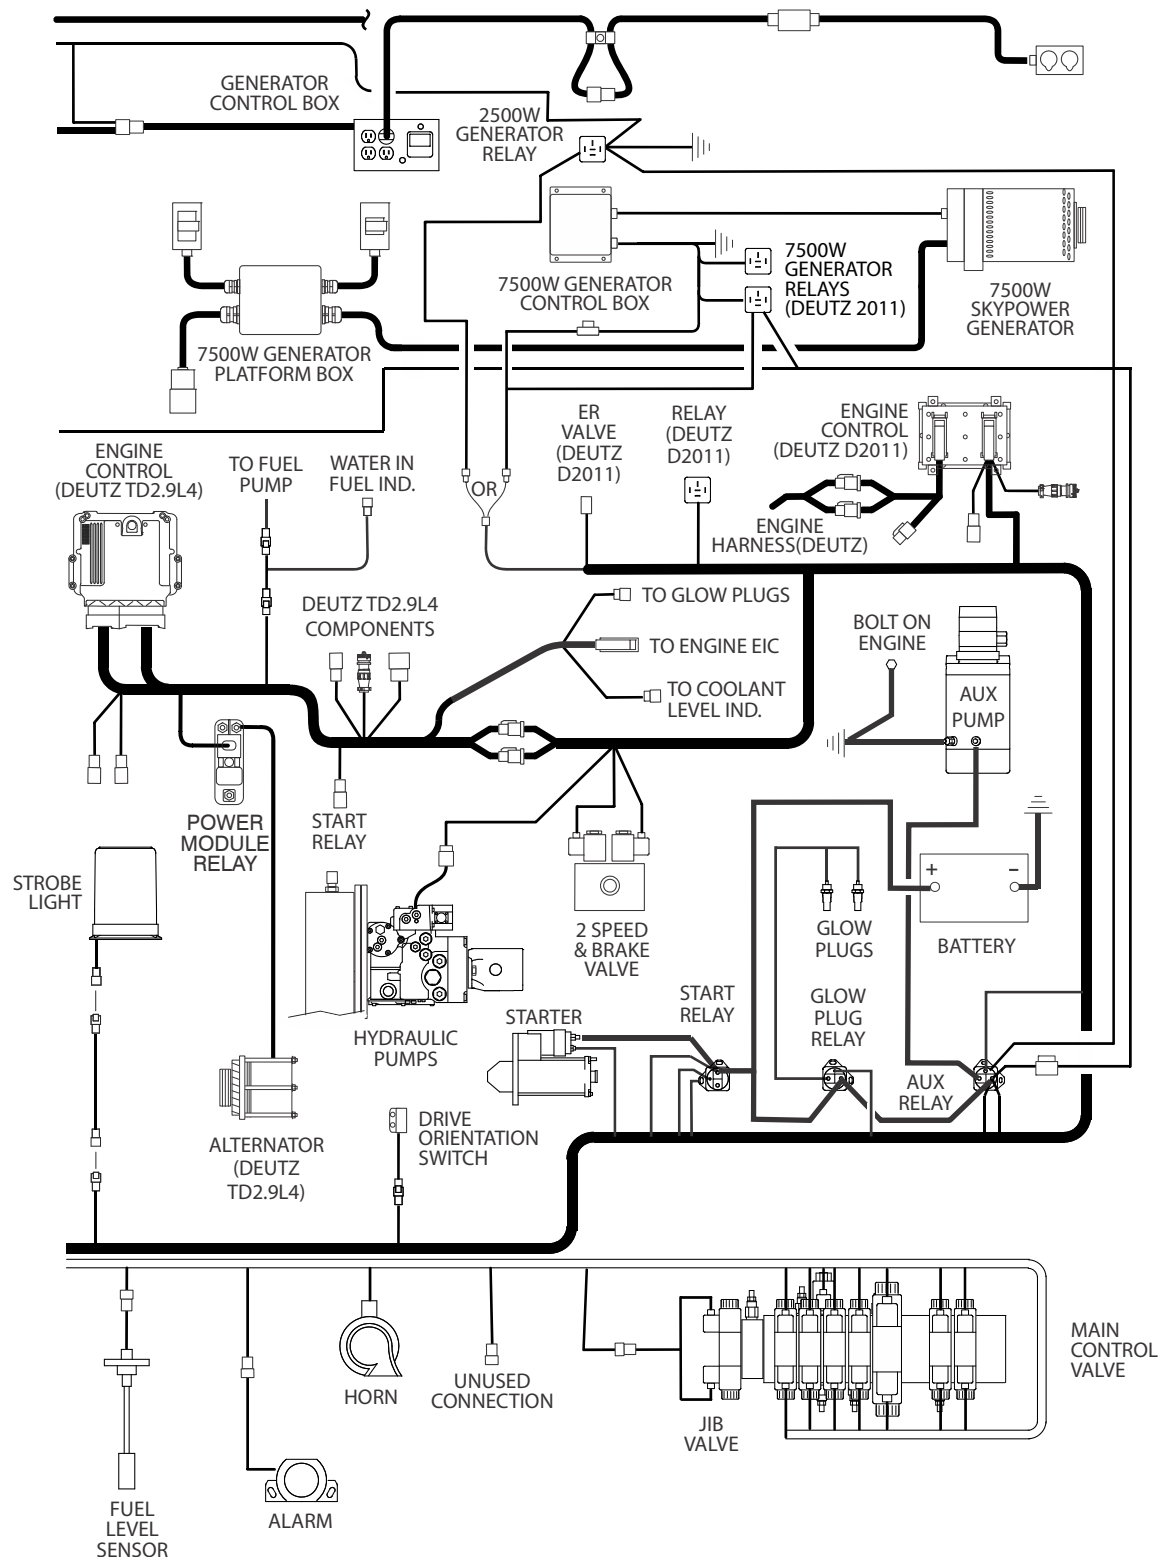 GENERATOR
CONTROL BOX
2500W
GENERATOR
RELAY
7500W GENERATOR
CONTROL BOX
7500W
GENERATOR
RELAYS
(DEUTZ 2011)
7500W
SKYPOWER
GENERATOR
7500W GENERATOR
PLATFORM BOX
ENGINE
CONTROL
(DEUTZ TD2.9L4)
TO FUEL
PUMP
WATER IN
FUEL IND.
OR
ER
VALVE
(DEUTZ
D2011)
RELAY
(DEUTZ
D2011)
ENGINE
CONTROL
(DEUTZ D2011)
ENGINE
HARNESS(DEUTZ)
DEUTZ TD2.9L4
COMPONENTS
TO GLOW PLUGS
TO ENGINE EIC
TO COOLANT
LEVEL IND.
BOLT ON
ENGINE
AUX
PUMP
POWER
MODULE
RELAY
START
RELAY
STROBE
LIGHT
2 SPEED
& BRAKE
VALVE
GLOW
PLUGS
+
−
BATTERY
HYDRAULIC
PUMPS
STARTER
START
RELAY
GLOW
PLUG
RELAY
AUX
RELAY
ALTERNATOR
(DEUTZ
TD2.9L4)
DRIVE
ORIENTATION
SWITCH
HORN
UNUSED
CONNECTION
JIB
VALVE
MAIN
CONTROL
VALVE
FUEL
LEVEL
SENSOR
ALARM